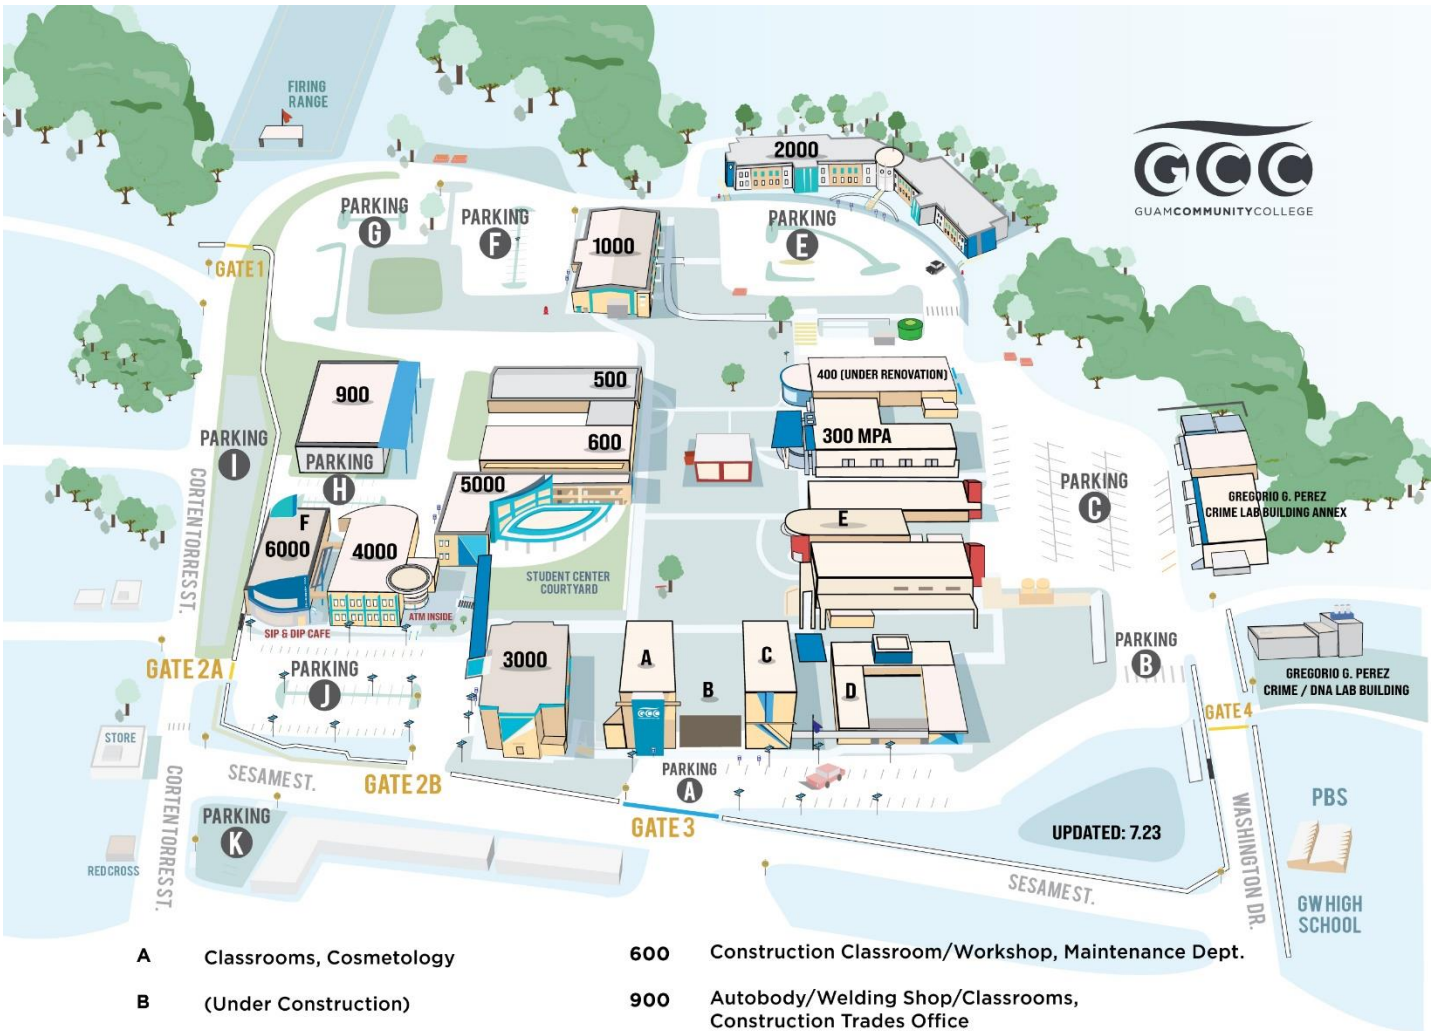 FIRING
RANGE
2000
GCC
GUAMCOMMUNITYCOLLEGE
PARKING
G
PARKING
F
1000
PARKING
E
GATE 1
900
500
400 (UNDER RENOVATION)
PARKING
I
600
300 MPA
PARKING
H
5000
PARKING
C
GREGORIO G. PEREZ
CRIME LAB BUILDING ANNEX
F
6000
4000
E
CORTEN TORRES ST.
STUDENT CENTER
COURTYARD
ATM INSIDE
SIP & DIP CAFE
GATE 2A
PARKING
J
3000
A
B
C
D
GCC
PARKING
B
GREGORIO G. PEREZ
CRIME / DNA LAB BUILDING
GATE 4
STORE
SESAME ST.
GATE 2B
PARKING
A
PARKING
K
GATE 3
UPDATED: 7.23
PBS
RED CROSS
CORTEN TORRES ST.
SESAME ST.
WASHINGTON DR.
GW HIGH
SCHOOL
A Classrooms, Cosmetology
600 Construction Classroom/Workshop, Maintenance Dept.
B (Under Construction)
900 Autobody/Welding Shop/Classrooms,
Construction Trades Office